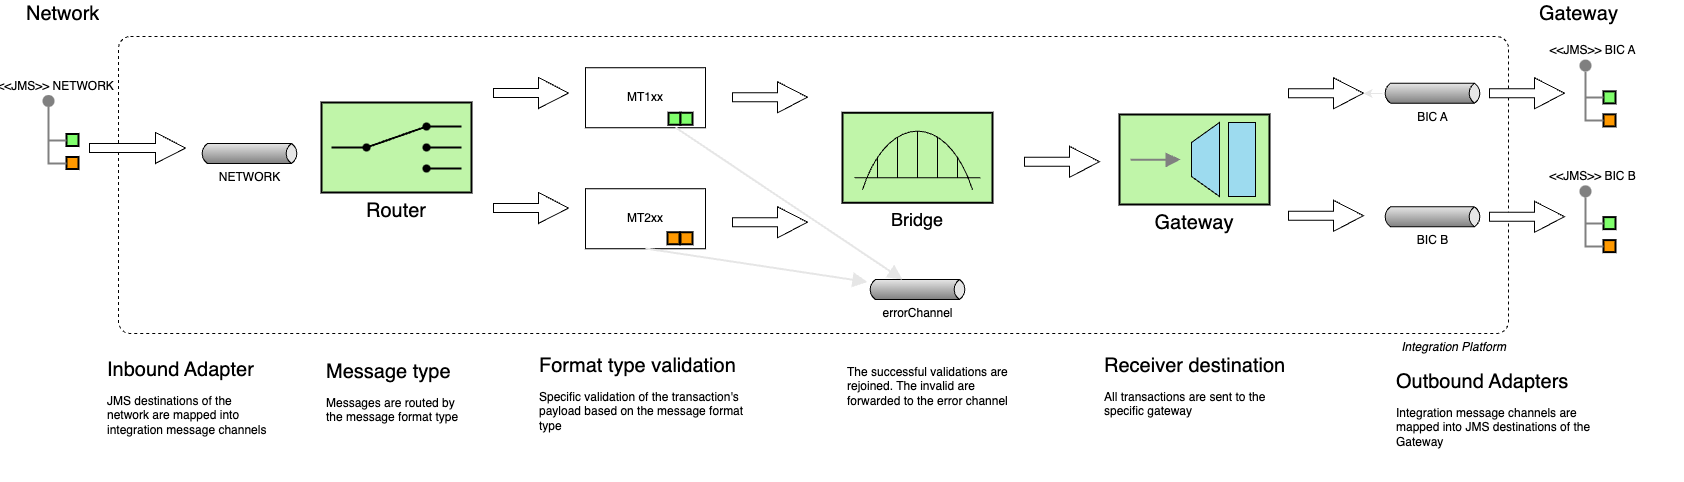 Network
Gateway
<<JMS>> NETWORK
<<JMS>> BIC A
MT1xx
BIC A
NETWORK
Router
MT2xx
Bridge
Gateway
<<JMS>> BIC B
BIC B
errorChannel
Integration Platform
Inbound Adapter
JMS destinations of the
network are mapped into
integration message channels
Message type
Messages are routed by
the message format type
Format type validation
Specific validation of the transaction's
payload based on the message format
type
The successful validations are
rejoined. The invalid are
forwarded to the error channel
Receiver destination
All transactions are sent to the
specific gateway
Outbound Adapters
Integration message channels are
mapped into JMS destinations of the
Gateway